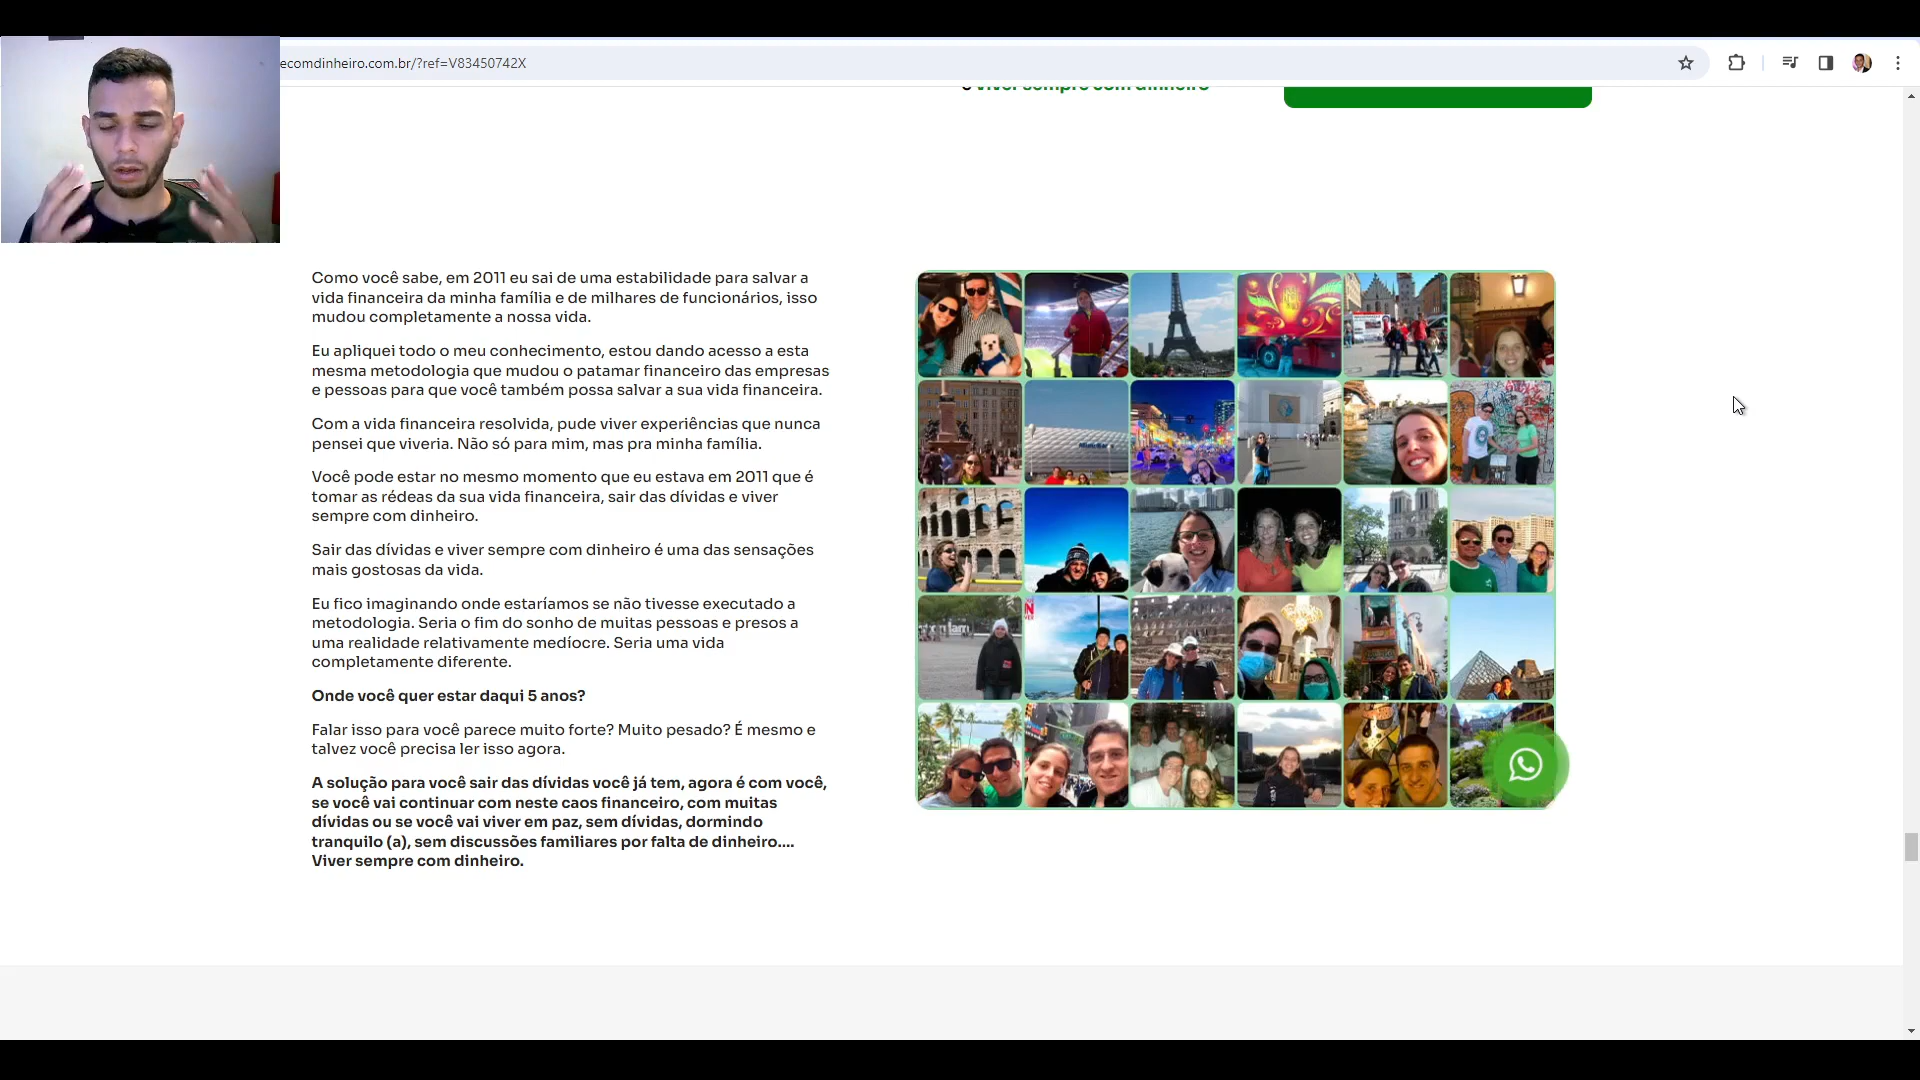 ecomdinheiro.com.br/?ref=V83450742X
e viver sempre com dinheiro
Como você sabe, em 2011 eu sai de uma estabilidade para salvar a
vida financeira da minha família e de milhares de funcionários, isso
mudou completamente a nossa vida.
Eu apliquei todo o meu conhecimento, estou dando acesso a esta
mesma metodologia que mudou o patamar financeiro das empresas
e pessoas para que você também possa salvar a sua vida financeira.
Com a vida financeira resolvida, pude viver experiências que nunca
pensei que viveria. Não só para mim, mas pra minha família.
Você pode estar no mesmo momento que eu estava em 2011 que é
tomar as rédeas da sua vida financeira, sair das dívidas e viver
sempre com dinheiro.
Sair das dívidas e viver sempre com dinheiro é uma das sensações
mais gostosas da vida.
Eu fico imaginando onde estaríamos se não tivesse executado a
metodologia. Seria o fim do sonho de muitas pessoas e presos a
uma realidade relativamente medíocre. Seria uma vida
completamente diferente.
Onde você quer estar daqui 5 anos?
Falar isso para você parece muito forte? Muito pesado? É mesmo e
talvez você precisa ler isso agora.
A solução para você sair das dívidas você já tem, agora é com você,
se você vai continuar com neste caos financeiro, com muitas
dívidas ou se você vai viver em paz, sem dívidas, dormindo
tranquilo (a), sem discussões familiares por falta de dinheiro....
Viver sempre com dinheiro.